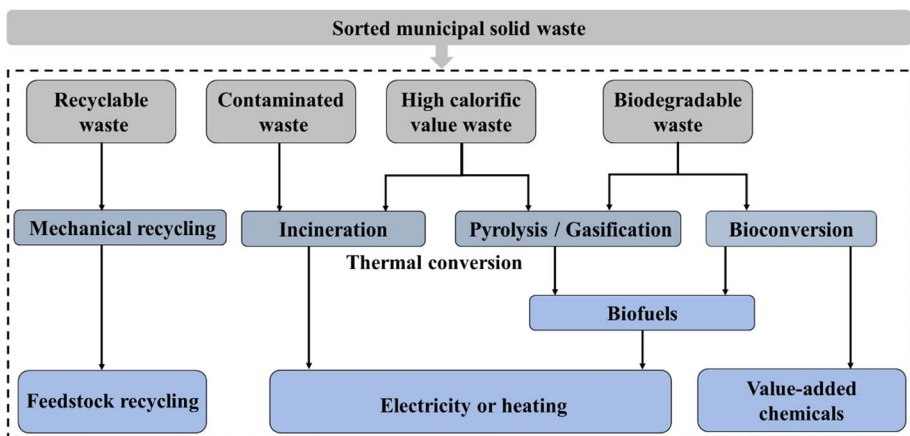 Sorted municipal solid waste
Recyclable
waste
Contaminated
waste
High calorific
value waste
Biodegradable
waste
Mechanical recycling
Incineration
Pyrolysis / Gasification
Bioconversion
Thermal conversion
Biofuels
Feedstock recycling
Electricity or heating
Value-added
chemicals